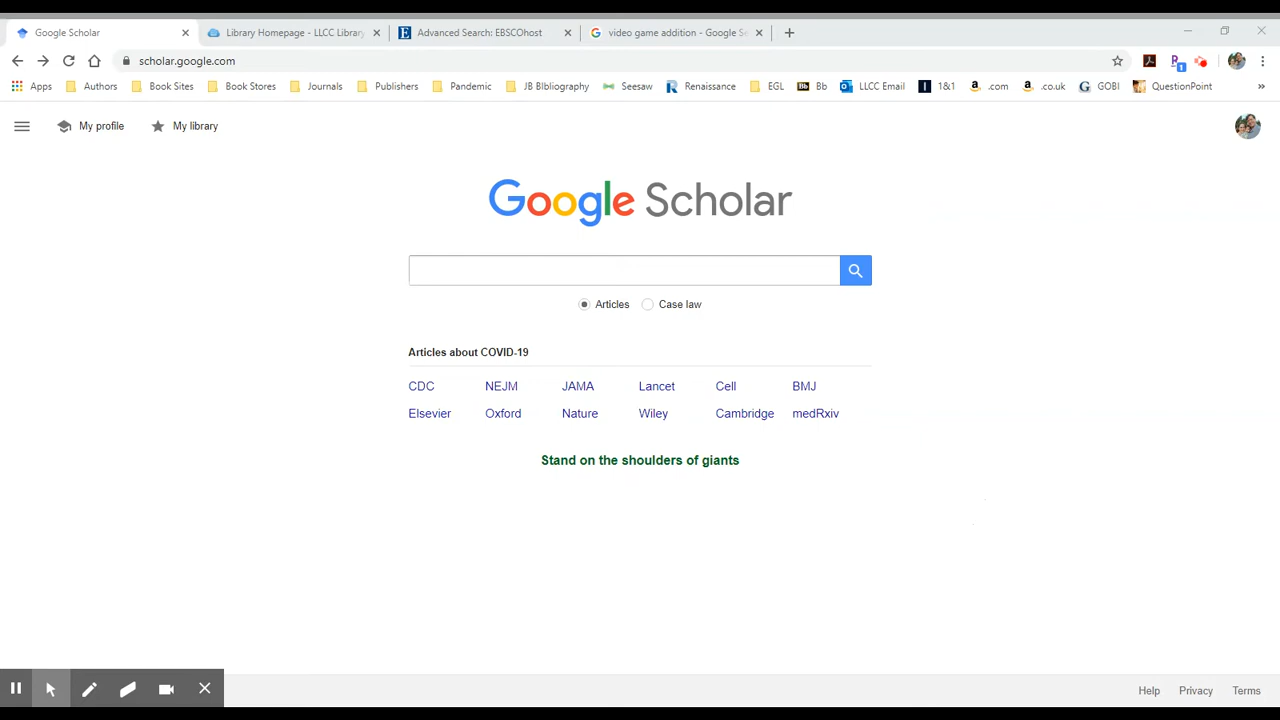 Google Scholar
Library Homepage - LLCC Library
Advanced Search: EBSCOhost
video game addition - Google Sc
scholar.google.com
Apps Authors Book Sites Book Stores Journals Publishers Pandemic JB BIbliography Seesaw Renaissance EGL Bb Bb LLCC Email 1&1 .com .co.uk GOBI QuestionPoint »
My profile My library
Google Scholar
Articles Case law
Articles about COVID-19
CDC NEJM JAMA Lancet Cell BMJ
Elsevier Oxford Nature Wiley Cambridge medRxiv
Stand on the shoulders of giants
Help Privacy Terms